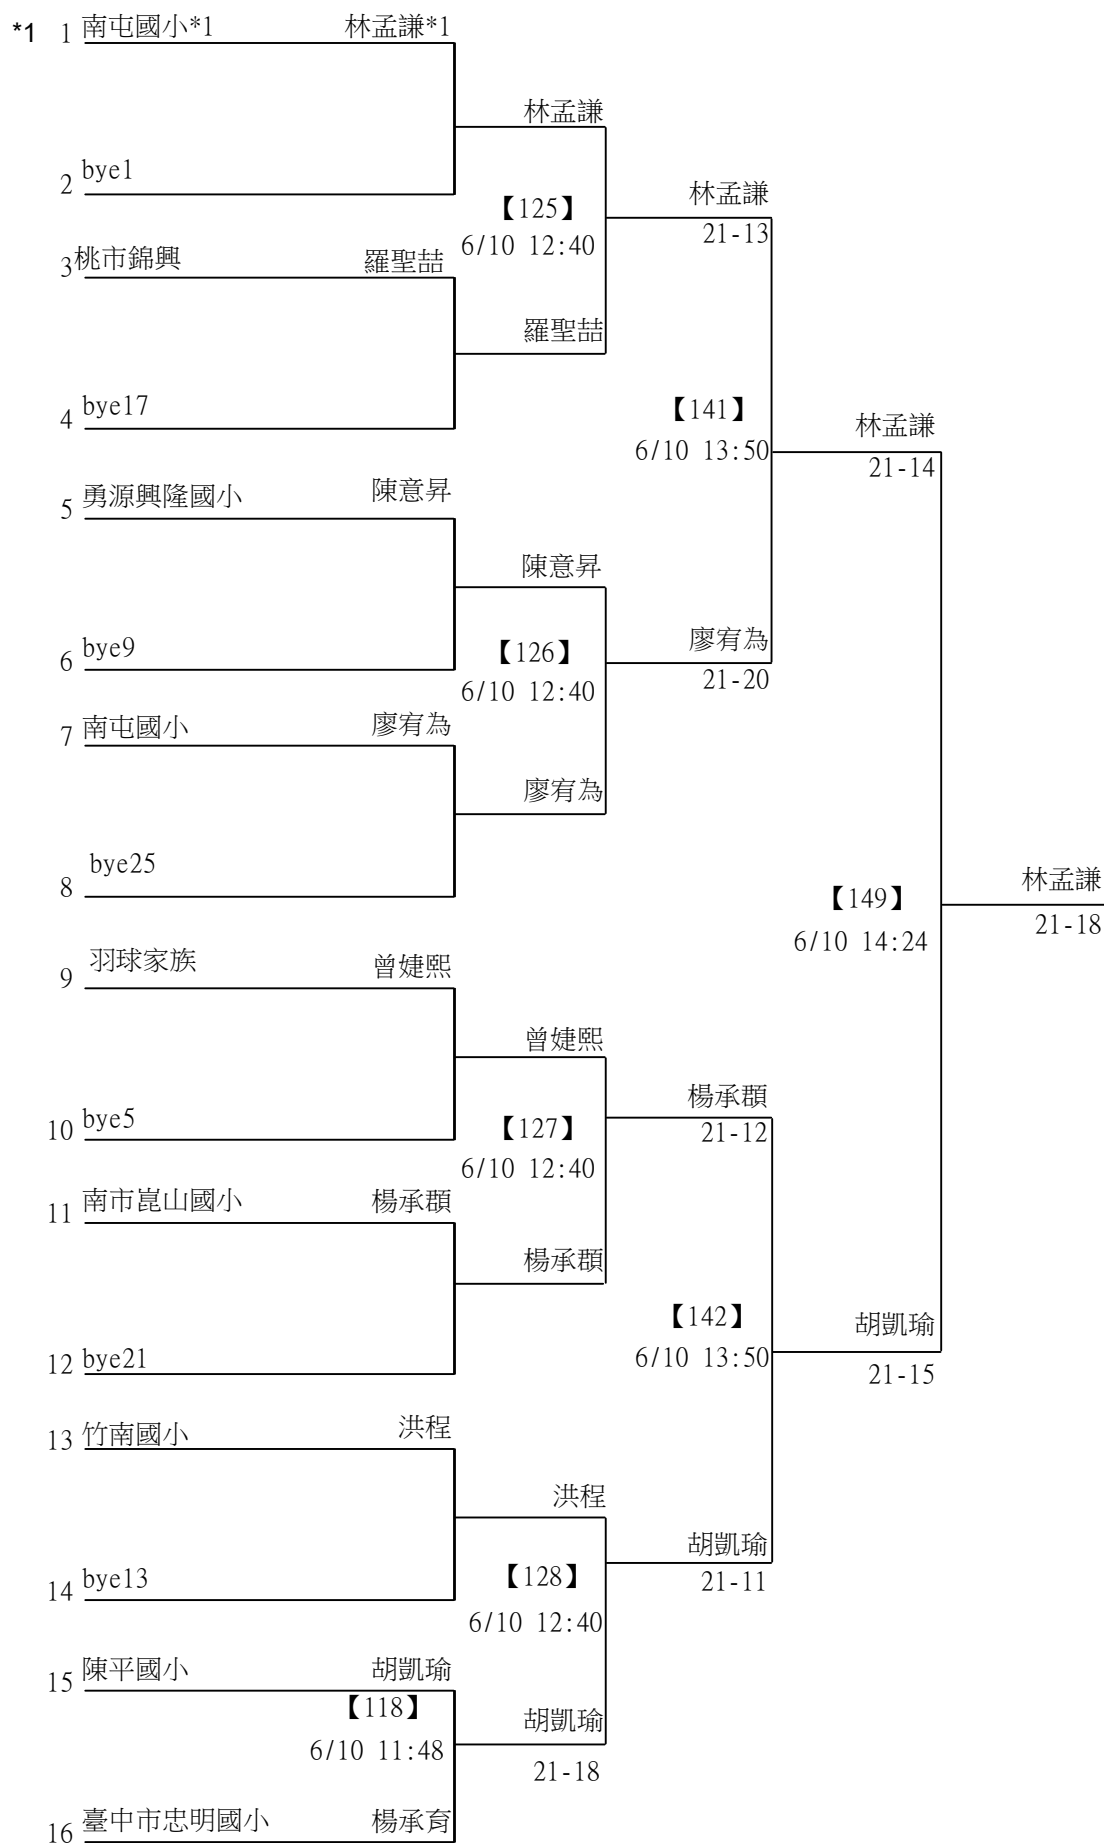 *1 1 南屯國小*1 林孟謙*1
林孟謙
2 bye1
【125】
6/10 12:40
林孟謙
21-13
3 桃市錦興 羅聖喆
羅聖喆
4 bye17
【141】
6/10 13:50
林孟謙
21-14
5 勇源興隆國小 陳意昇
陳意昇
6 bye9
【126】
6/10 12:40
廖宥為
21-20
7 南屯國小 廖宥為
廖宥為
8 bye25
【149】
6/10 14:24
林孟謙
21-18
9 羽球家族 曾婕熙
曾婕熙
10 bye5
【127】
6/10 12:40
楊承頵
21-12
11 南市崑山國小 楊承頵
楊承頵
12 bye21
【142】
6/10 13:50
胡凱瑜
21-15
13 竹南國小 洪程
洪程
14 bye13
【128】
6/10 12:40
胡凱瑜
21-11
15 陳平國小 胡凱瑜
【118】
6/10 11:48
胡凱瑜
21-18
16 臺中市忠明國小 楊承育